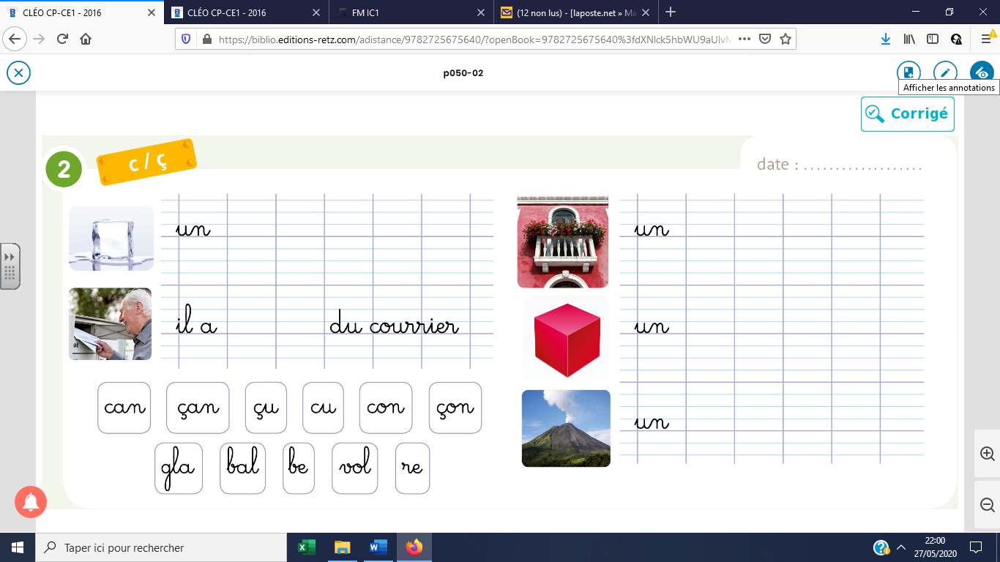 CLÉO CP-CE1 - 2016
CLÉO CP-CE1 - 2016
FM IC1
(12 non lus) - [laposte.net » Ma
https://biblio.editions-retz.com/adistance/9782725675640/?openBook=9782725675640%3fdXNlck5hbWU9aUlvM
p050-02
Afficher les annotations
Corrigé
2
c / ç
date : ...................
un
un
il a du courrier
un
un
can çan çu cu con çon
gla bal be vol re
Taper ici pour rechercher
22:00
27/05/2020